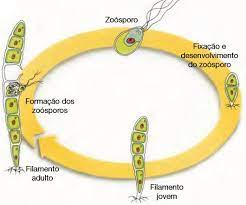 Zoósporo
Fixação e
desenvolvimento
do zoósporo
Formação dos
zoósporos
Filamento
adulto
Filamento
jovem